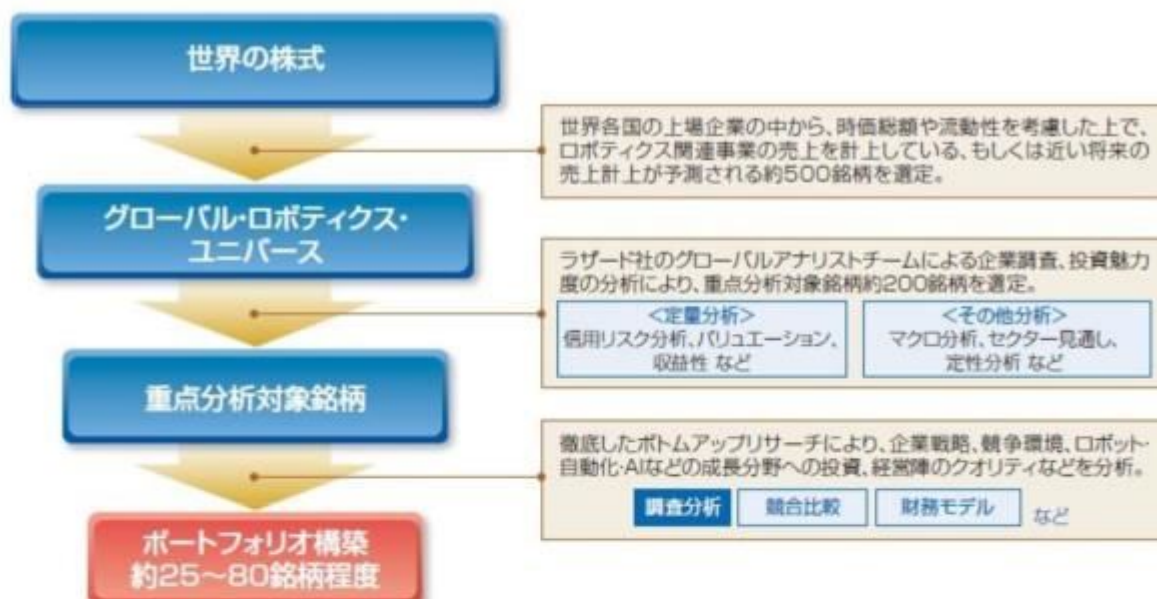 世界の株式
世界各国の上場企業の中から、時価総額や流動性を考慮した上で、
ロボティクス関連事業の売上を計上している、もしくは近い将来の
売上計上が予測される約500銘柄を選定。
グローバル・ロボティクス・
ユニバース
ラザード社のグローバルアナリストチームによる企業調査、投資魅力
度の分析により、重点分析対象銘柄約200銘柄を選定。
<定量分析>
信用リスク分析、バリュエーション、
収益性 など
<その他分析>
マクロ分析、セクター見通し、
定性分析 など
重点分析対象銘柄
徹底したボトムアップリサーチにより、企業戦略、競争環境、ロボット・
自動化・AIなどの成長分野への投資、経営陣のクオリティなどを分析。
調査分析
競合比較
財務モデル
など
ポートフォリオ構築
約25～80銘柄程度